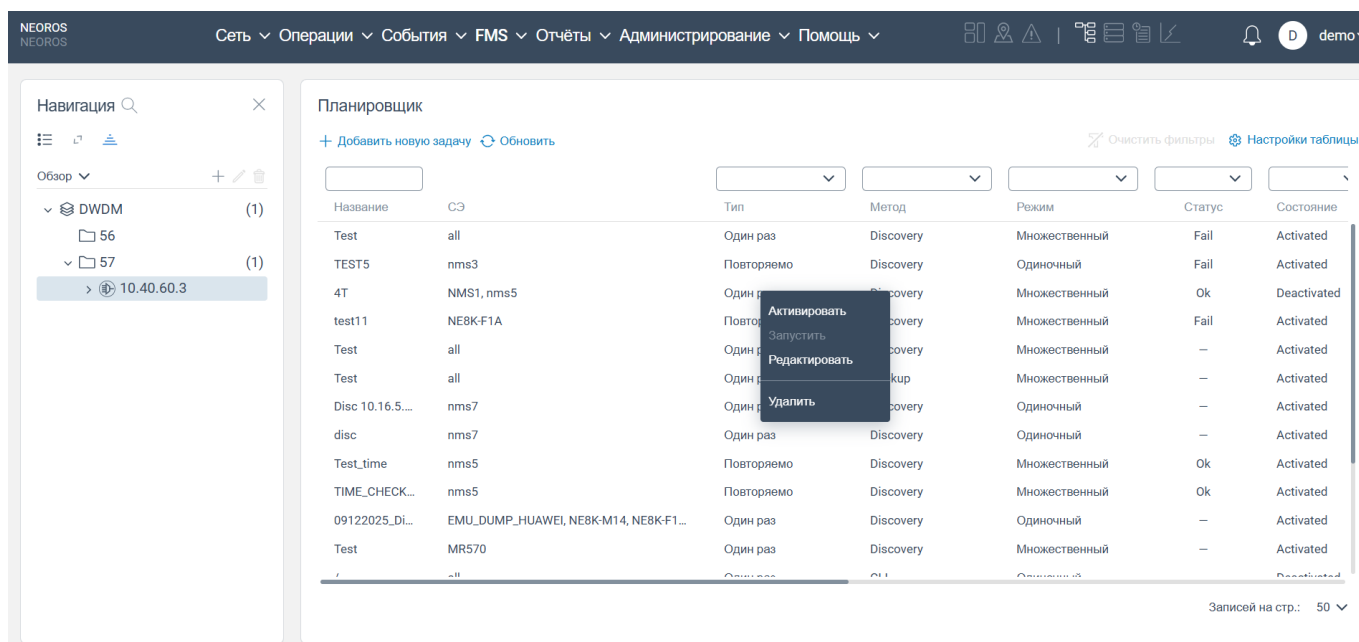 NEOROS
NEOROS
Сеть Операции События FMS Отчёты Администрирование Помощь D demo
Навигация
Обзор
DWDM (1)
56
57 (1)
10.40.60.3
Планировщик
Добавить новую задачу Обновить Очистить фильтры Настройки таблицы
Название СЭ Тип Метод Режим Статус Состояние
Test all Один раз Discovery Множественный Fail Activated
TEST5 nms3 Повторяемо Discovery Одиночный Fail Activated
4T NMS1, nms5 Один Множественный Ok Deactivated
test11 NE8K-F1A Множественный Fail Activated
Test all Один Множественный – Activated
Test all Один Множественный – Activated
Disc 10.16.5.... nms7 Один Одиночный – Activated
Активировать
Запустить
Редактировать
Удалить
disc nms7 Один раз Discovery Одиночный – Activated
Test_time nms5 Повторяемо Discovery Множественный Ok Activated
TIME_CHECK... nms5 Повторяемо Discovery Множественный Ok Activated
09122025_Di... EMU_DUMP_HUAWEI, NE8K-M14, NE8K-F1... Один раз Discovery Одиночный – Activated
Test MR570 Один раз Discovery Множественный – Activated
Записей на стр.: 50